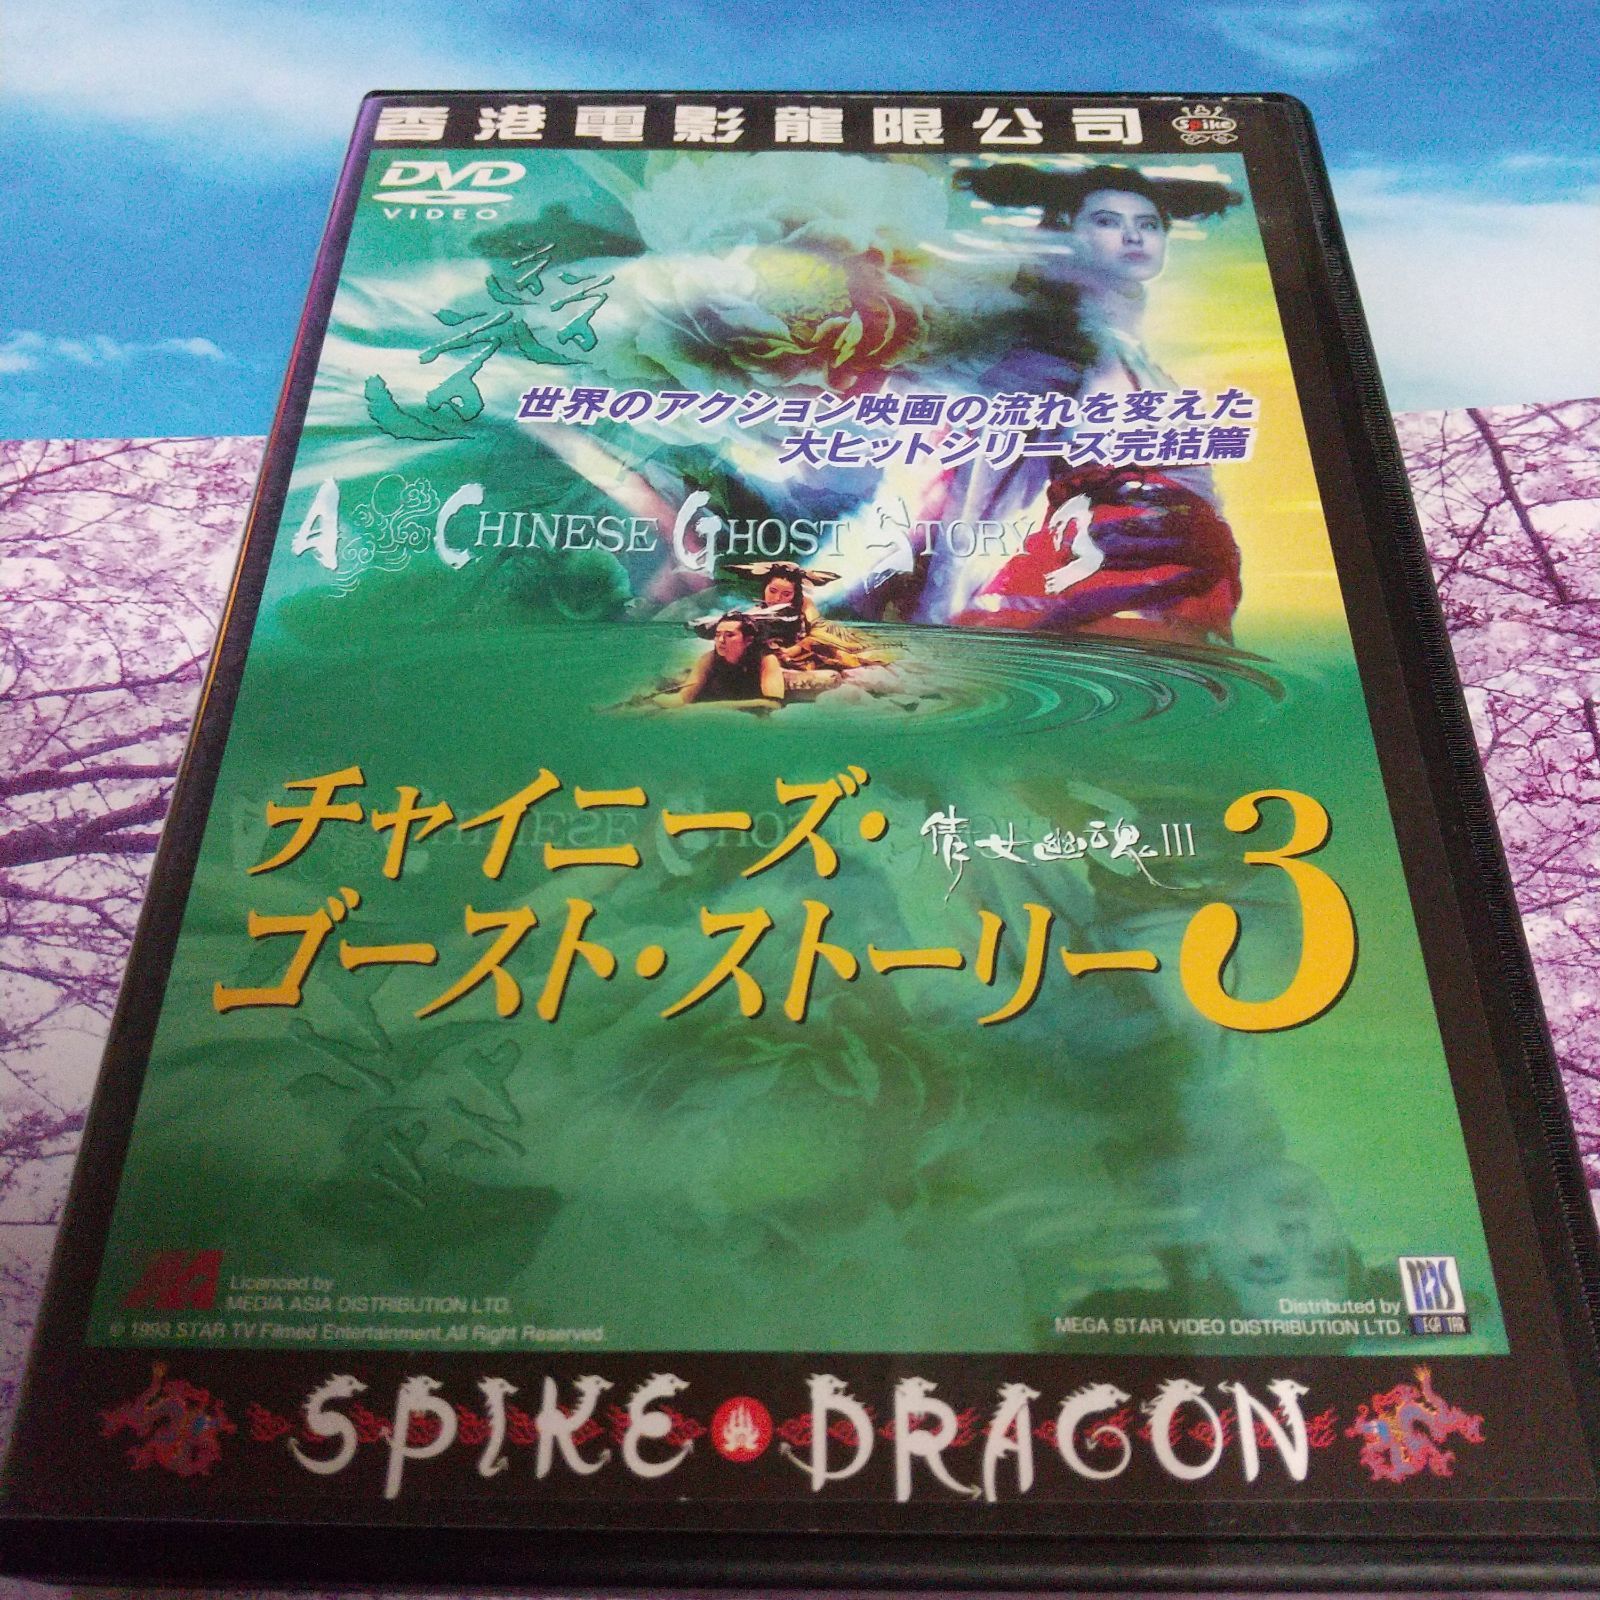 香港電影龍限公司 Spike
DVD
VIDEO
道道道
世界のアクション映画の流れを変えた
大ヒットシリーズ完結篇
A CHINESE GHOST STORY 3
チャイニーズ・
倩女幽魂III
ゴースト・ストーリー3
Licenced by
MEDIA ASIA DISTRIBUTION LTD.
© 1993 STAR TV Filmed Entertainment All Right Reserved.
Distributed by
MEGA STAR VIDEO DISTRIBUTION LTD.
SPIKE DRAGON